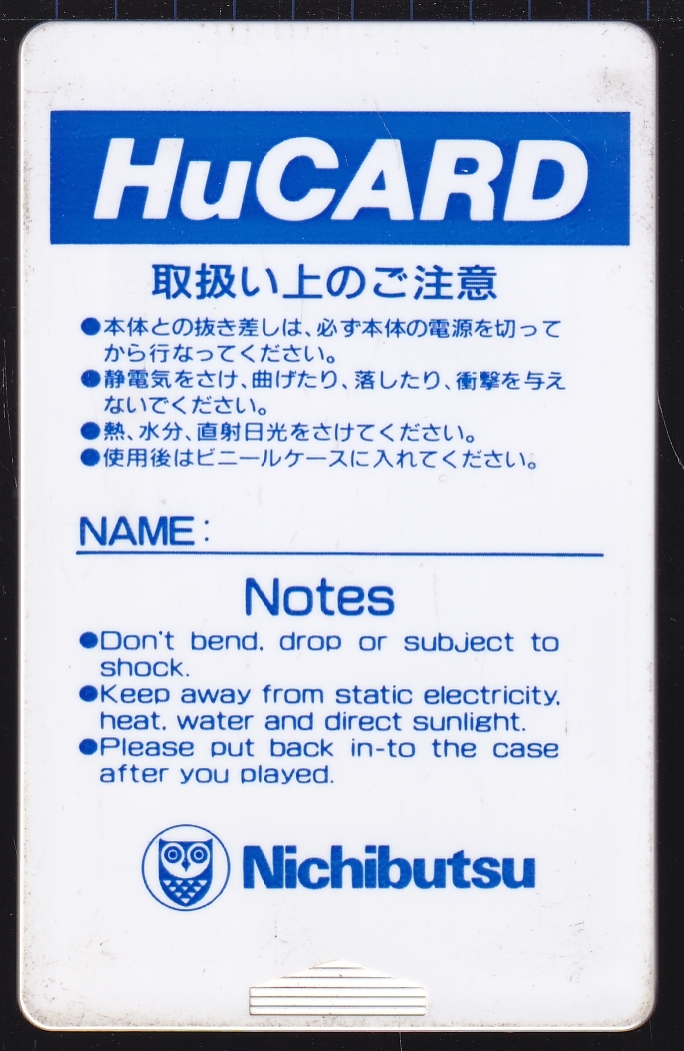 HuCARD
取扱い上のご注意
●本体との抜き差しは、必ず本体の電源を切って
から行なってください。
●静電気をさけ、曲げたり、落したり、衝撃を与え
ないでください。
●熱、水分、直射日光をさけてください。
●使用後はビニールケースに入れてください。
NAME:
Notes
●Don't bend, drop or subject to
shock.
●Keep away from static electricity,
heat, water and direct sunlight.
●Please put back in-to the case
after you played.
Nichibutsu